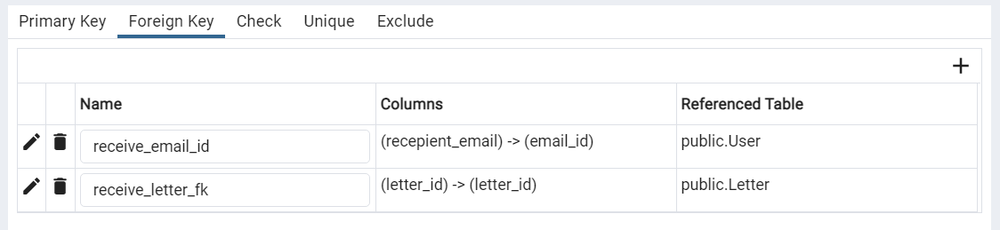 Primary Key Foreign Key Check Unique Exclude
Name Columns Referenced Table
receive_email_id (recepient_email) -> (email_id) public.User
receive_letter_fk (letter_id) -> (letter_id) public.Letter